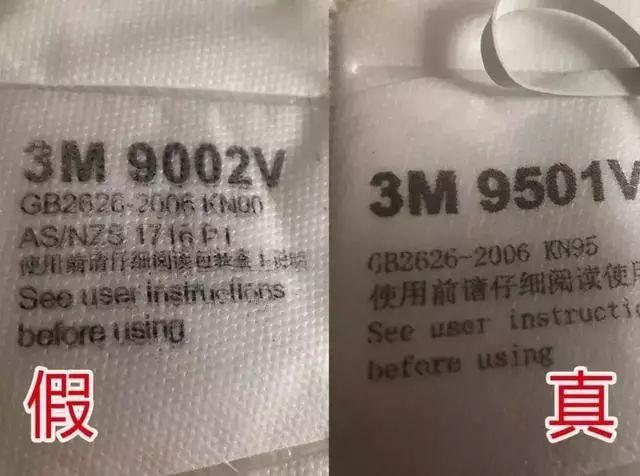 3M 9002V
GB2626-2006 KN90
AS/NZS 1716 P1
使用前请仔细阅读包装盒上说明
See user instructions
before using
假
3M 9501V
GB2626-2006 KN95
使用前请仔细阅读使用
See user instructi
before using
真